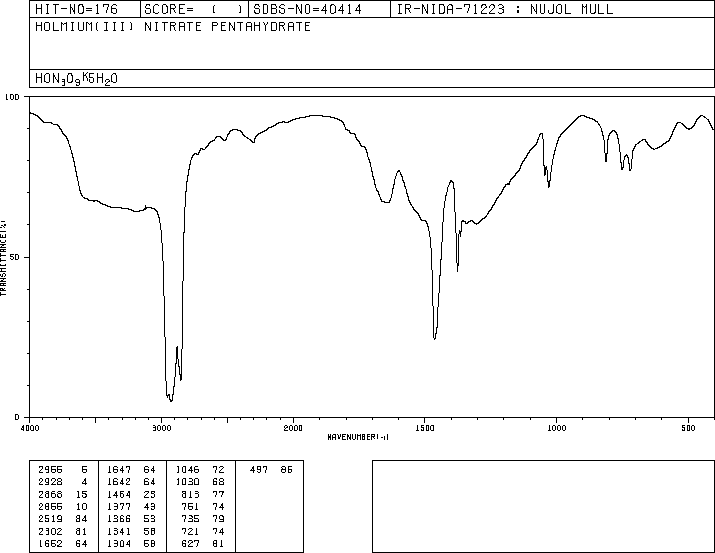 HIT-NO=176 SCORE= ( ) SDBS-NO=40414 IR-NIDA-71223 : NUJOL MULL
HOLMIUM(III) NITRATE PENTAHYDRATE
HON3O9K5H2O
100
50
0
TRANSMITTANCE(%)
4000 3000 2000 1500 1000 500
WAVENUMBER(-1)
2955 5 1647 64 1046 72 497 86
2928 4 1642 64 1030 68
2868 15 1464 23 813 77
2855 10 1377 43 751 74
2519 84 1366 53 735 79
2302 81 1341 58 721 74
1652 64 1304 58 627 81